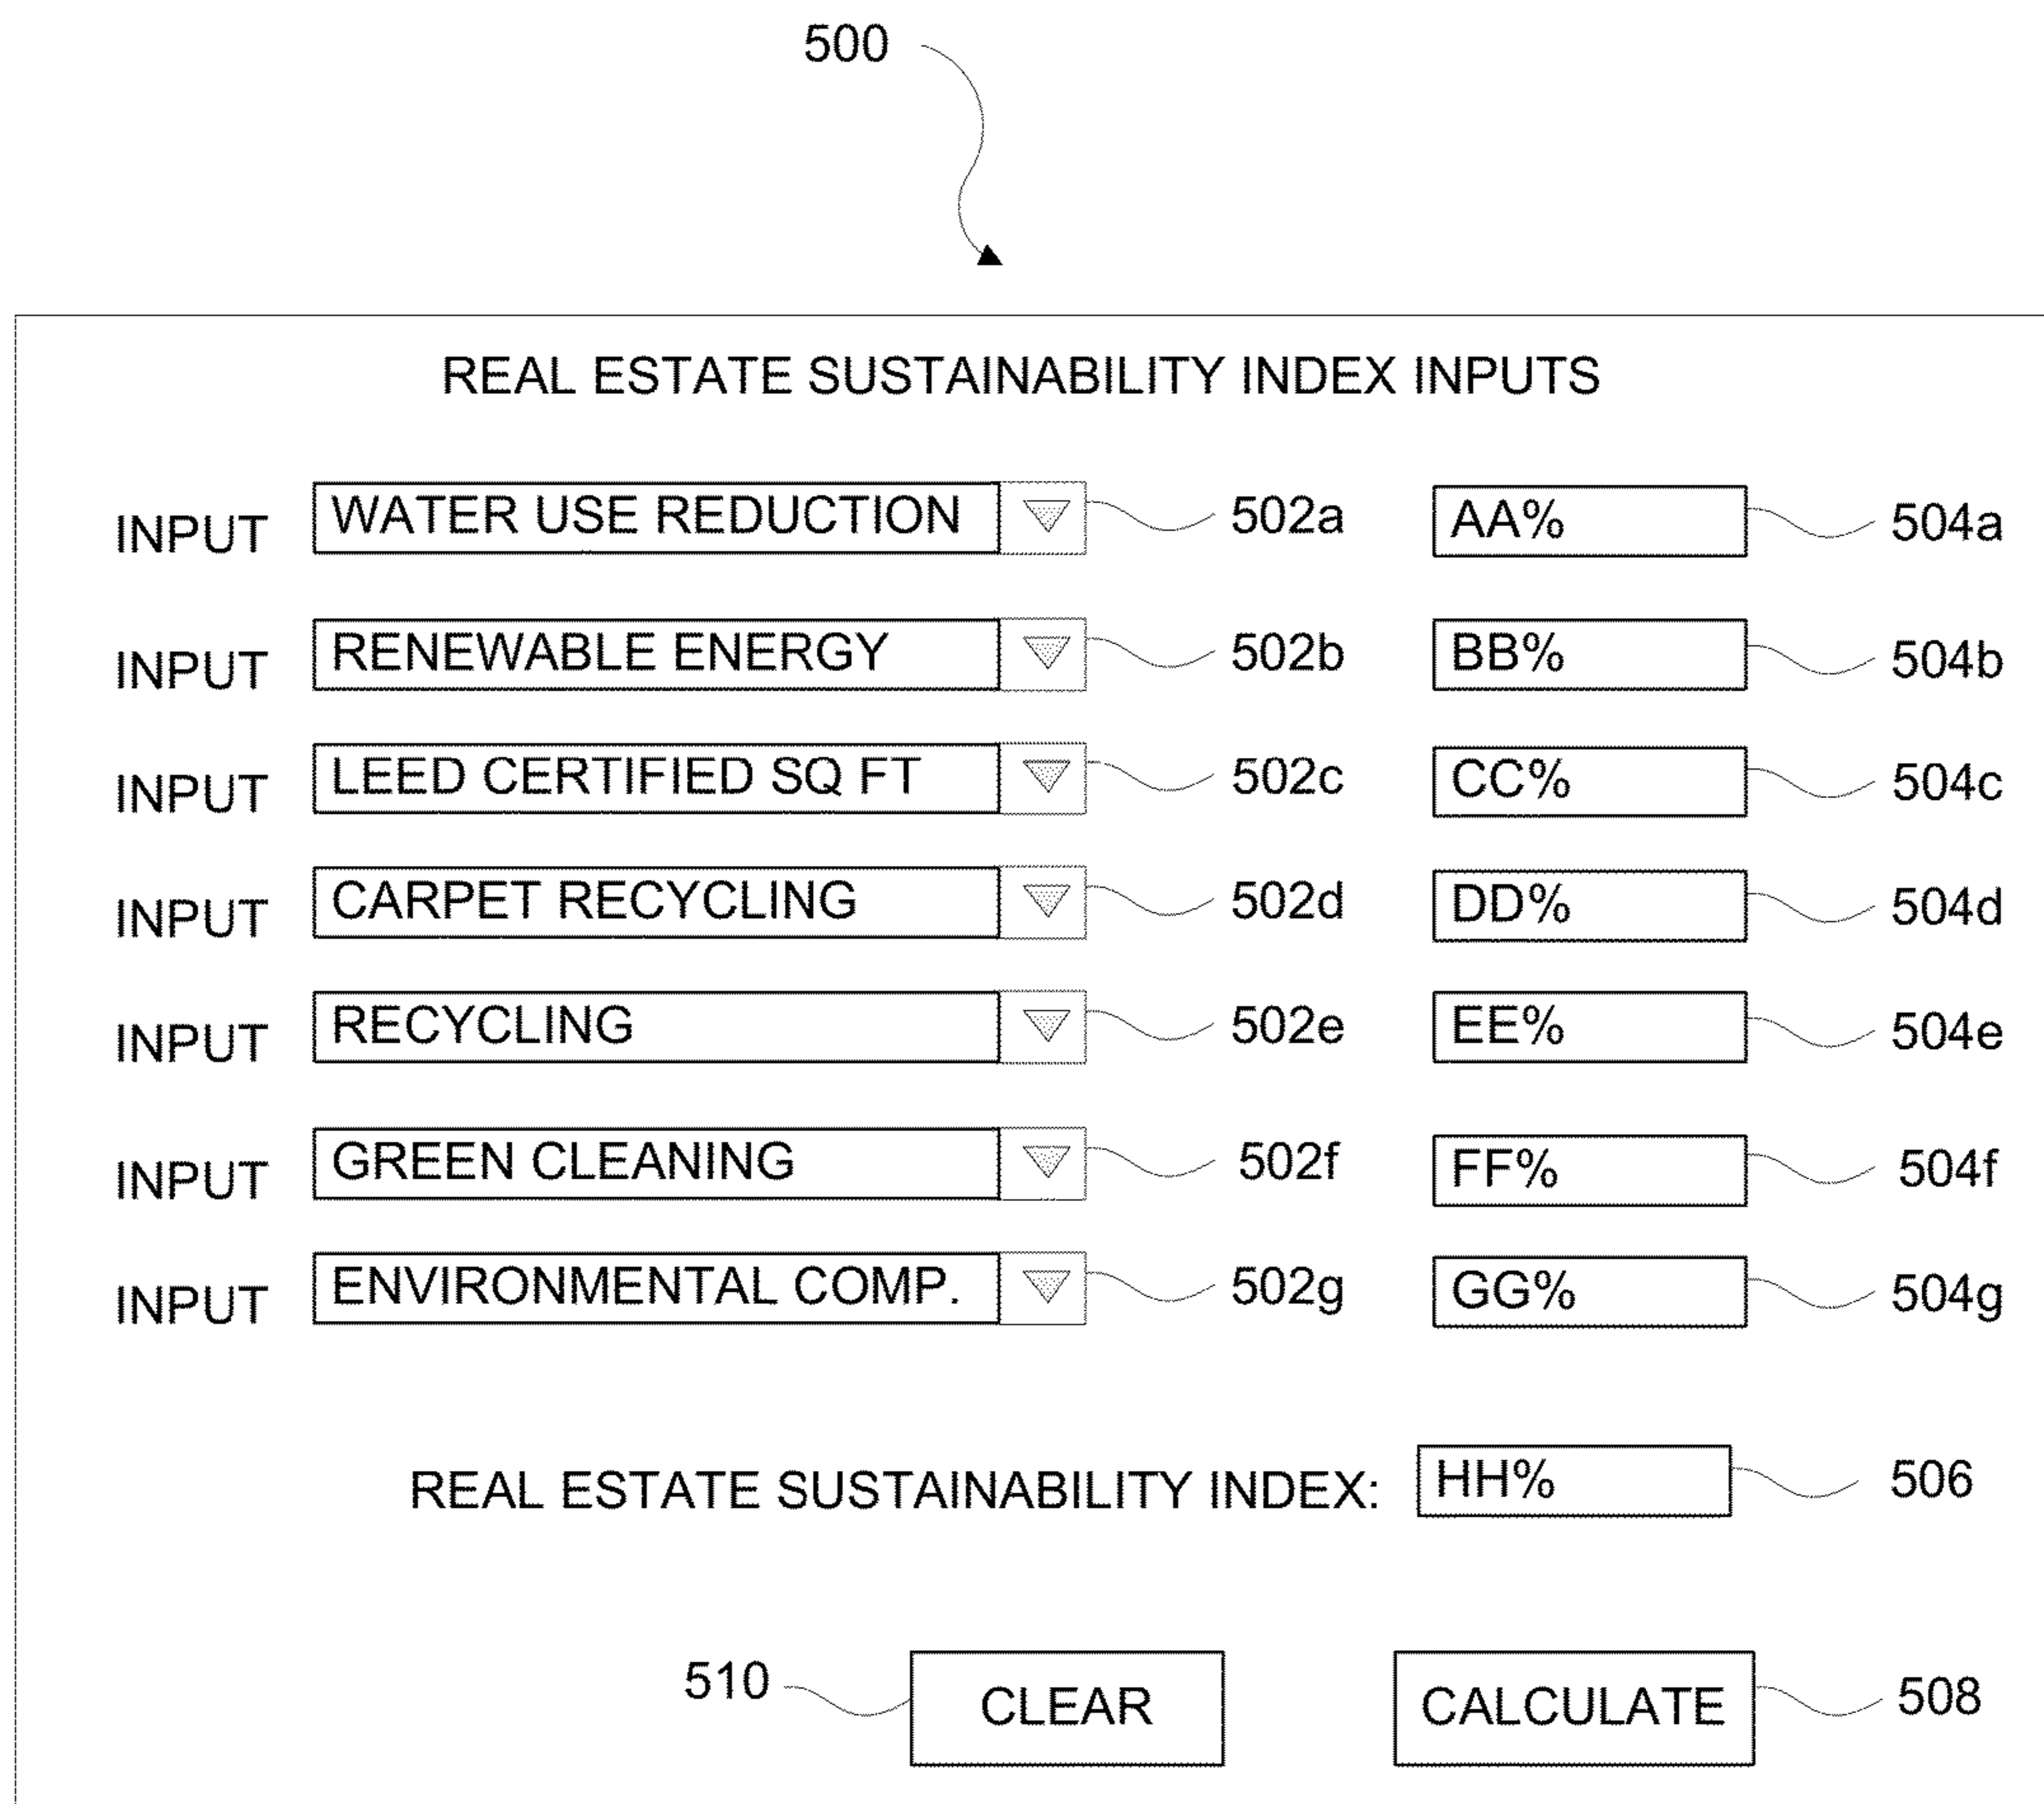 500
REAL ESTATE SUSTAINABILITY INDEX INPUTS
INPUT WATER USE REDUCTION 502a AA% 504a
INPUT RENEWABLE ENERGY 502b BB% 504b
INPUT LEED CERTIFIED SQ FT 502c CC% 504c
INPUT CARPET RECYCLING 502d DD% 504d
INPUT RECYCLING 502e EE% 504e
INPUT GREEN CLEANING 502f FF% 504f
INPUT ENVIRONMENTAL COMP. 502g GG% 504g
REAL ESTATE SUSTAINABILITY INDEX: HH% 506
510 CLEAR CALCULATE 508